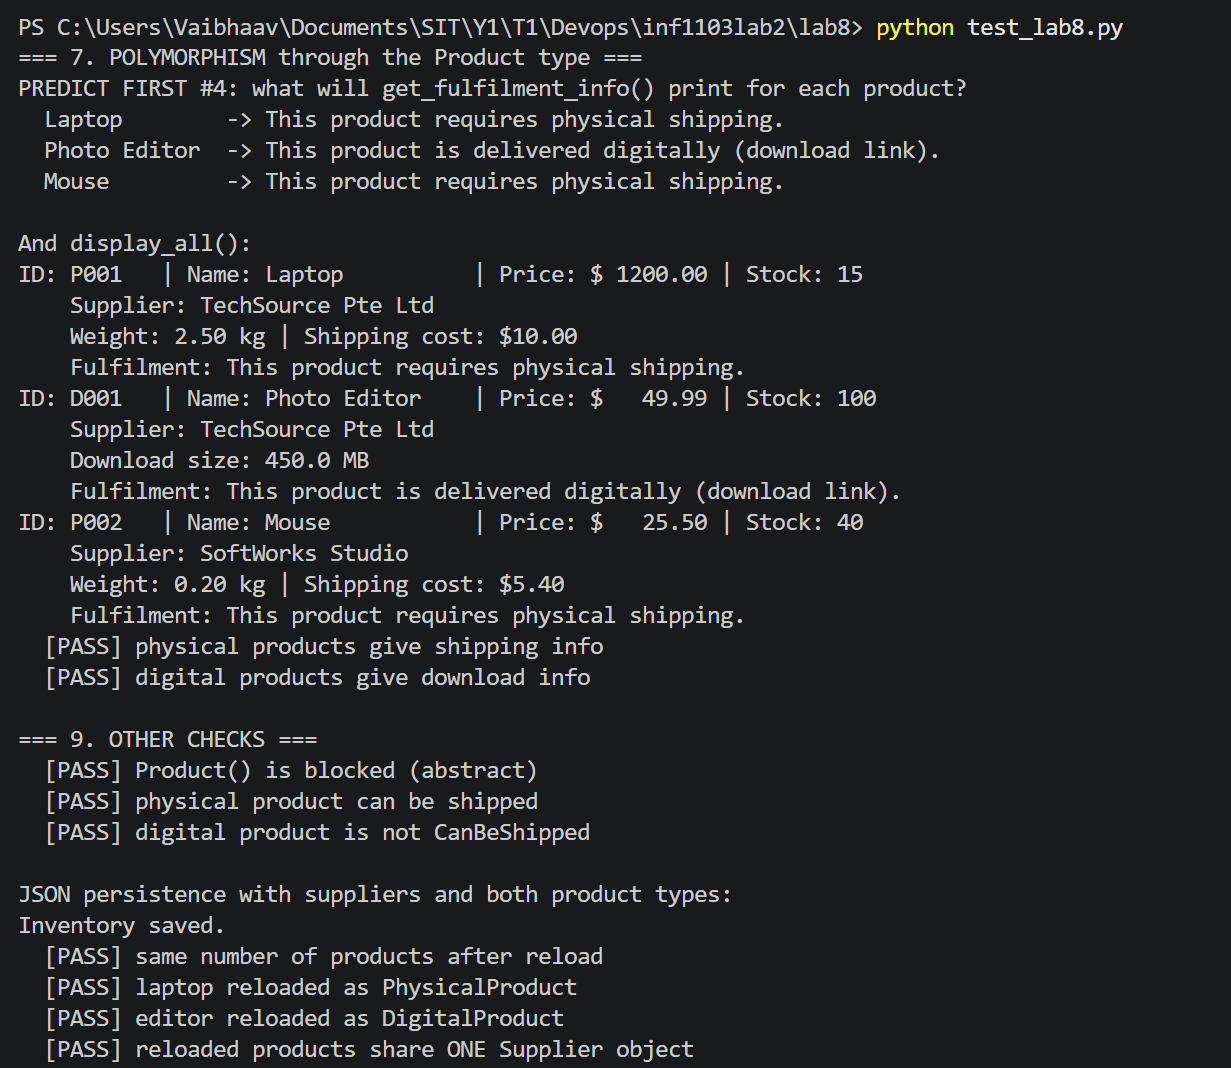 PS C:\Users\Vaibhaav\Documents\SIT\Y1\T1\Devops\inf1103lab2\lab8> python test_lab8.py
=== 7. POLYMORPHISM through the Product type ===
PREDICT FIRST #4: what will get_fulfilment_info() print for each product?
  Laptop        -> This product requires physical shipping.
  Photo Editor  -> This product is delivered digitally (download link).
  Mouse         -> This product requires physical shipping.

And display_all():
ID: P001   | Name: Laptop          | Price: $ 1200.00 | Stock: 15
    Supplier: TechSource Pte Ltd
    Weight: 2.50 kg | Shipping cost: $10.00
    Fulfilment: This product requires physical shipping.
ID: D001   | Name: Photo Editor    | Price: $   49.99 | Stock: 100
    Supplier: TechSource Pte Ltd
    Download size: 450.0 MB
    Fulfilment: This product is delivered digitally (download link).
ID: P002   | Name: Mouse           | Price: $   25.50 | Stock: 40
    Supplier: SoftWorks Studio
    Weight: 0.20 kg | Shipping cost: $5.40
    Fulfilment: This product requires physical shipping.
  [PASS] physical products give shipping info
  [PASS] digital products give download info

=== 9. OTHER CHECKS ===
  [PASS] Product() is blocked (abstract)
  [PASS] physical product can be shipped
  [PASS] digital product is not CanBeShipped

JSON persistence with suppliers and both product types:
Inventory saved.
  [PASS] same number of products after reload
  [PASS] laptop reloaded as PhysicalProduct
  [PASS] editor reloaded as DigitalProduct
  [PASS] reloaded products share ONE Supplier object